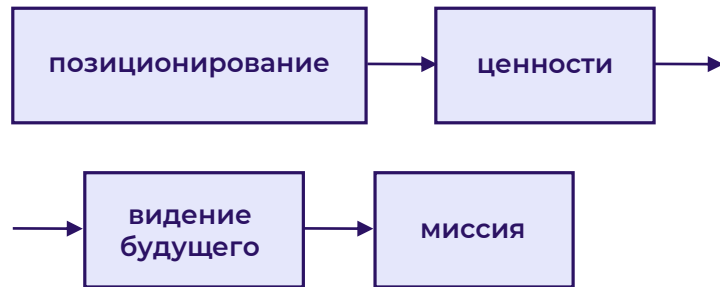 позиционирование
ценности
видение
будущего
миссия